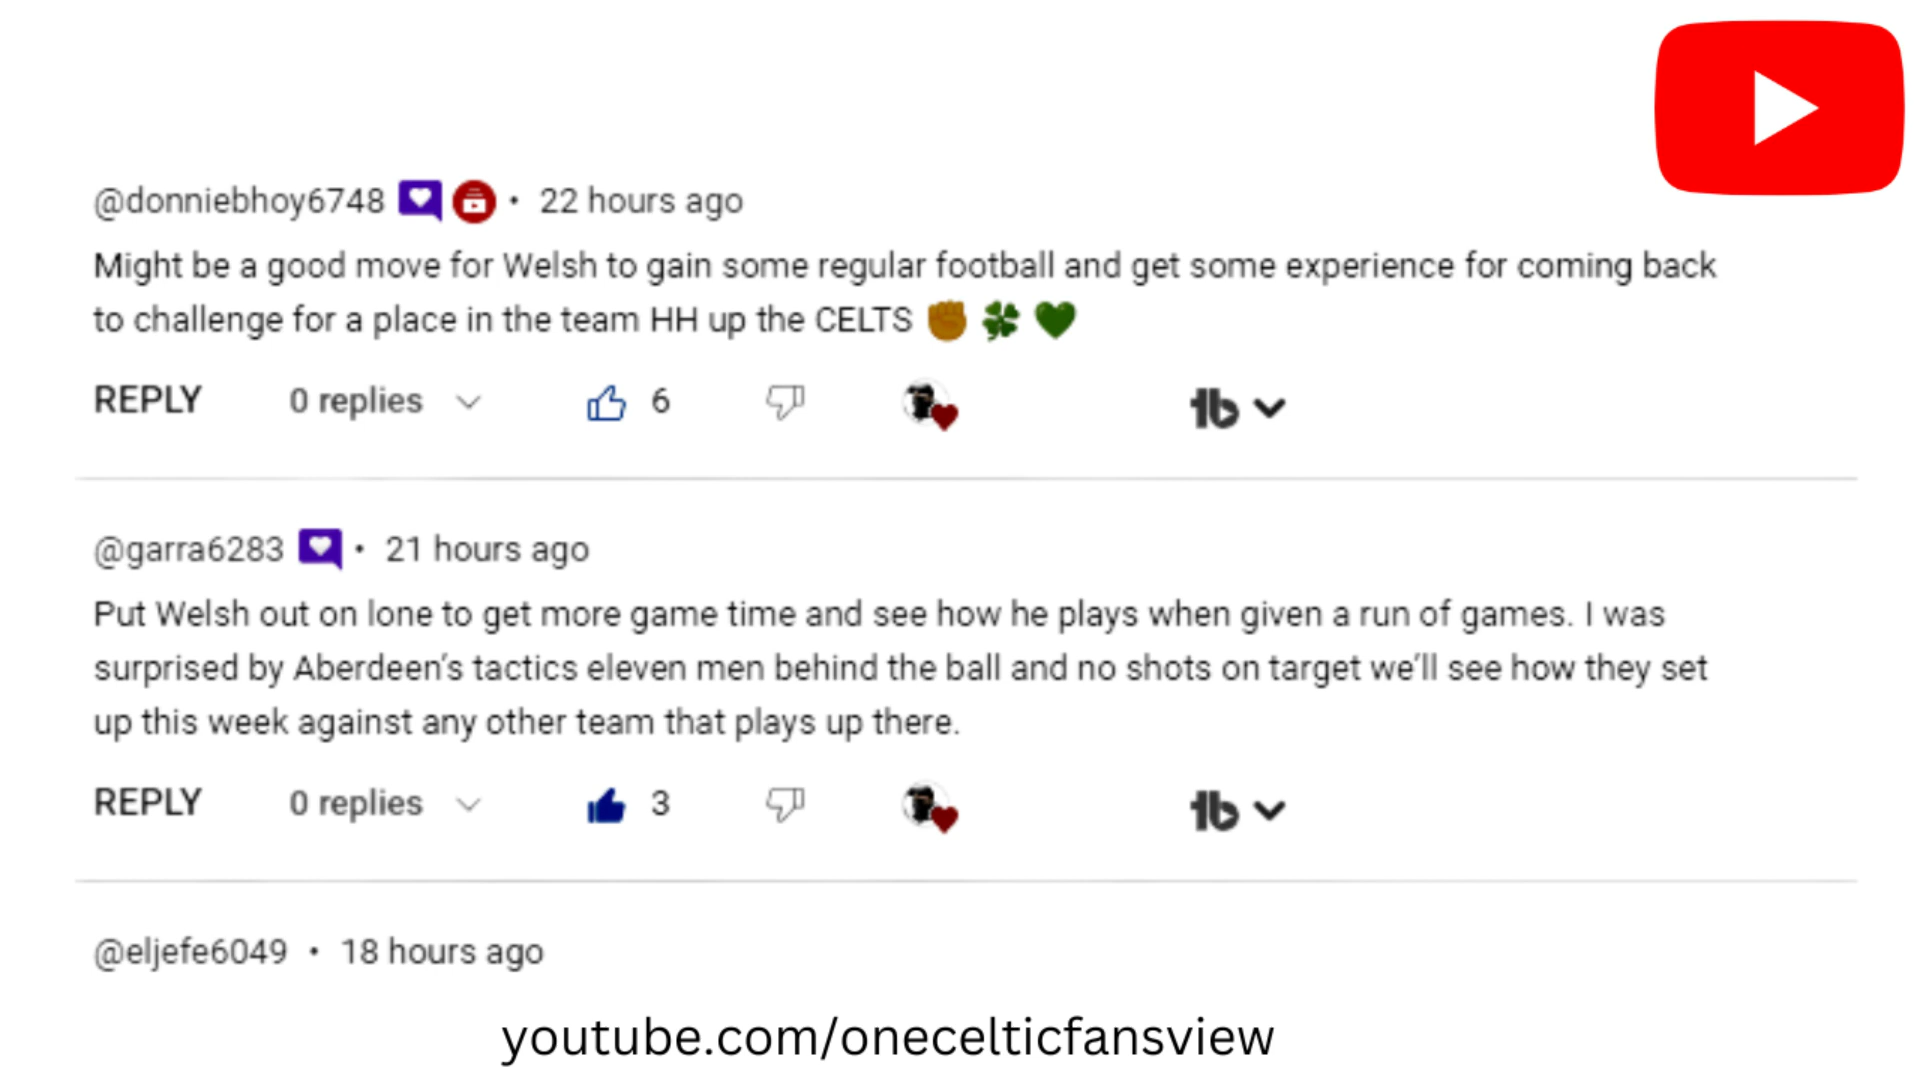 @donniebhoy6748 • 22 hours ago
Might be a good move for Welsh to gain some regular football and get some experience for coming back
to challenge for a place in the team HH up the CELTS ✊🏾 🍀 💚
REPLY 0 replies 6
@garra6283 • 21 hours ago
Put Welsh out on lone to get more game time and see how he plays when given a run of games. I was
surprised by Aberdeen's tactics eleven men behind the ball and no shots on target we'll see how they set
up this week against any other team that plays up there.
REPLY 0 replies 3
@eljefe6049 • 18 hours ago
youtube.com/onecelticfansview